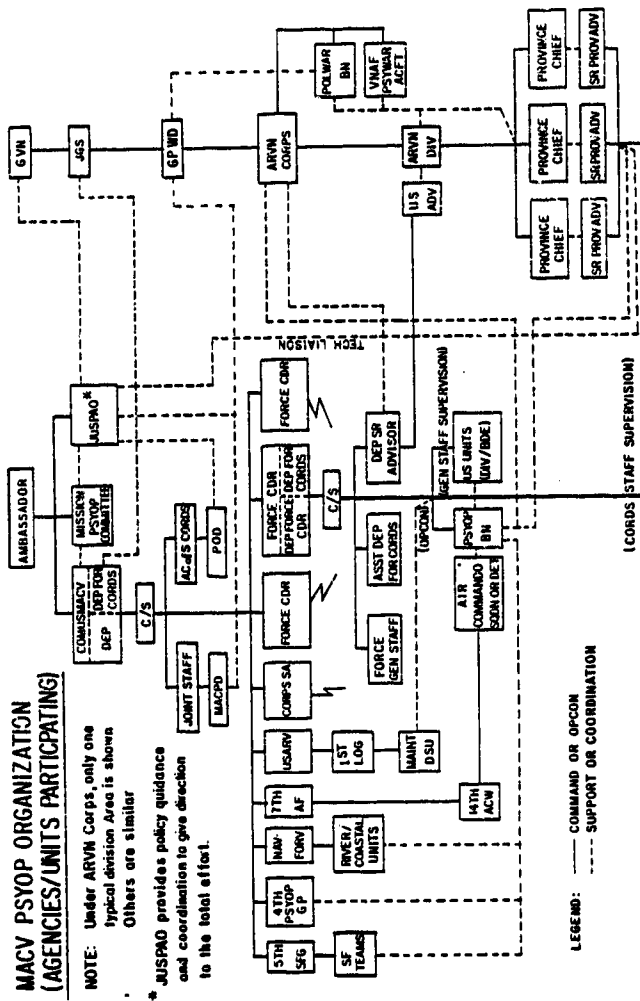 MACV PSYOP ORGANIZATION
(AGENCIES/UNITS PARTICPATING)
NOTE: Under ARVN Corps, only one
typical division Area is shown
Others are similar
* JUSPAO provides policy guidance
and coordination to give direction
to the total effort.
AMBASSADOR
COMUSMACV
DEP FOR
CORDS
DEP
MISSION
PSYOP
COMMITTEE
JUSPAO*
GVN
JGS
GPWD
C/S
JOINT STAFF
MACPD
ACofS CORDS
POD
5TH
SFG
SF
TEAMS
4TH
PSYOP
GP
NAV
FORV
RIVER/
COASTAL
UNITS
7TH
AF
14TH
ACW
USARV
1ST
LOG
MAINT
DSU
CORPS SA
FORCE CDR
FORCE CDR
DEP FORCE
CDR
DEP FOR
CORDS
FORCE CDR
C/S
TECH LIAISON
FORCE
GEN STAFF
ASST DEP
FOR CORDS
DEP SR
ADVISOR
(OPCON)
(GEN STAFF SUPERVISION)
AIR
COMMANDO
SQDN OR DET
PSYOP
BN
US UNITS
(DIV/BDE)
ARVN
CORPS
POLWAR
BN
VNAF
PSYWAR
ACFT
US
ADV
ARVN
DIV
PROVINCE
CHIEF
SR PROV ADV
PROVINCE
CHIEF
SR PROV ADV
PROVINCE
CHIEF
SR PROV ADV
(CORDS STAFF SUPERVISION)
LEGEND:
COMMAND OR OPCON
SUPPORT OR COORDINATION